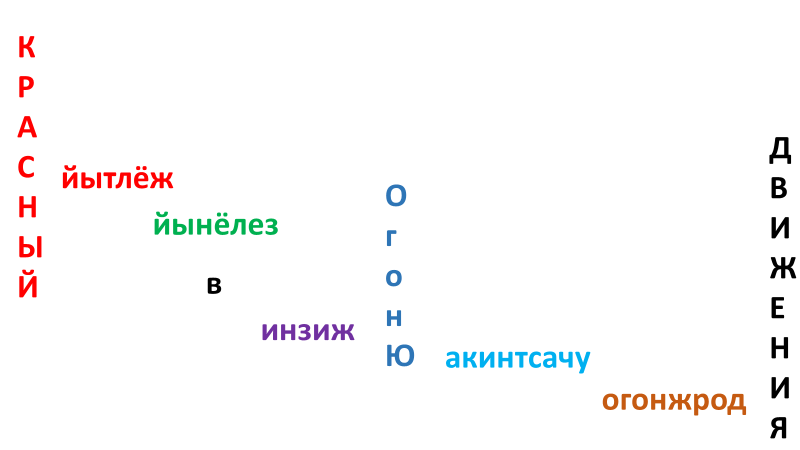 КРАСНЫЙ
йытлёж
йынёлез
в
инзиж
ОгонЮ
акинтсачу
огонжрод
ДВИЖЕНИЯ